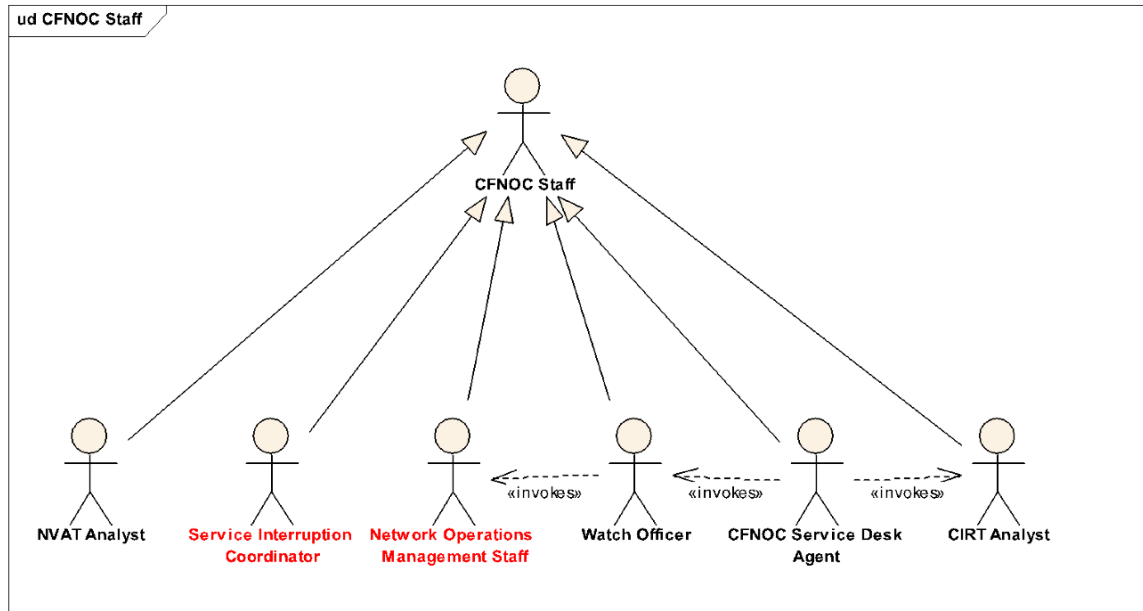 ud CFNOC Staff
CFNOC Staff
«invokes»
«invokes»
«invokes»
NVAT Analyst
Service Interruption
Coordinator
Network Operations
Management Staff
Watch Officer
CFNOC Service Desk
Agent
CIRT Analyst